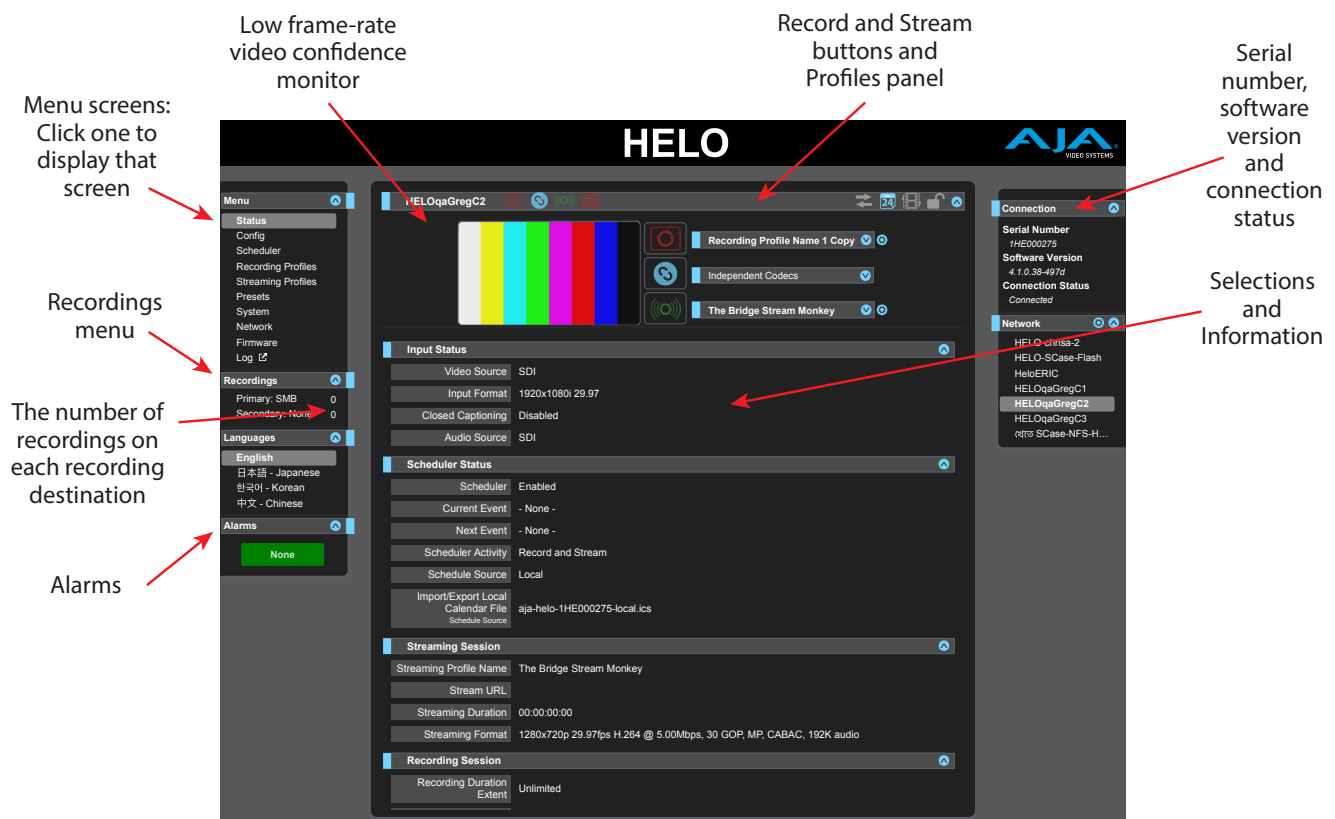 Low frame-rate
video confidence
monitor
Record and Stream
buttons and
Profiles panel
Serial
number,
software
version
and
connection
status
Menu screens:
Click one to
display that
screen
Recordings
menu
The number of
recordings on
each recording
destination
Alarms
Selections
and
Information
HELO
AJA
VIDEO SYSTEMS
Menu
Status
Config
Scheduler
Recording Profiles
Streaming Profiles
Presets
System
Network
Firmware
Log
Recordings
Primary: SMB 0
Secondary: None 0
Languages
English
日本語 - Japanese
한국어 - Korean
中文 - Chinese
Alarms
None
HELOqaGregC2
24
Recording Profile Name 1 Copy
Independent Codecs
The Bridge Stream Monkey
Input Status
Video Source SDI
Input Format 1920x1080i 29.97
Closed Captioning Disabled
Audio Source SDI
Scheduler Status
Scheduler Enabled
Current Event - None -
Next Event - None -
Scheduler Activity Record and Stream
Schedule Source Local
Import/Export Local
Calendar File aja-helo-1HE000275-local.ics
Schedule Source
Streaming Session
Streaming Profile Name The Bridge Stream Monkey
Stream URL
Streaming Duration 00:00:00:00
Streaming Format 1280x720p 29.97fps H.264 @ 5.00Mbps, 30 GOP, MP, CABAC, 192K audio
Recording Session
Recording Duration
Extent Unlimited
Connection
Serial Number
1HE000275
Software Version
4.1.0.38-497d
Connection Status
Connected
Network
HELO-chrisa-2
HELO-SCase-Flash
HeloERIC
HELOqaGregC1
HELOqaGregC2
HELOqaGregC3
SCase-NFS-H...